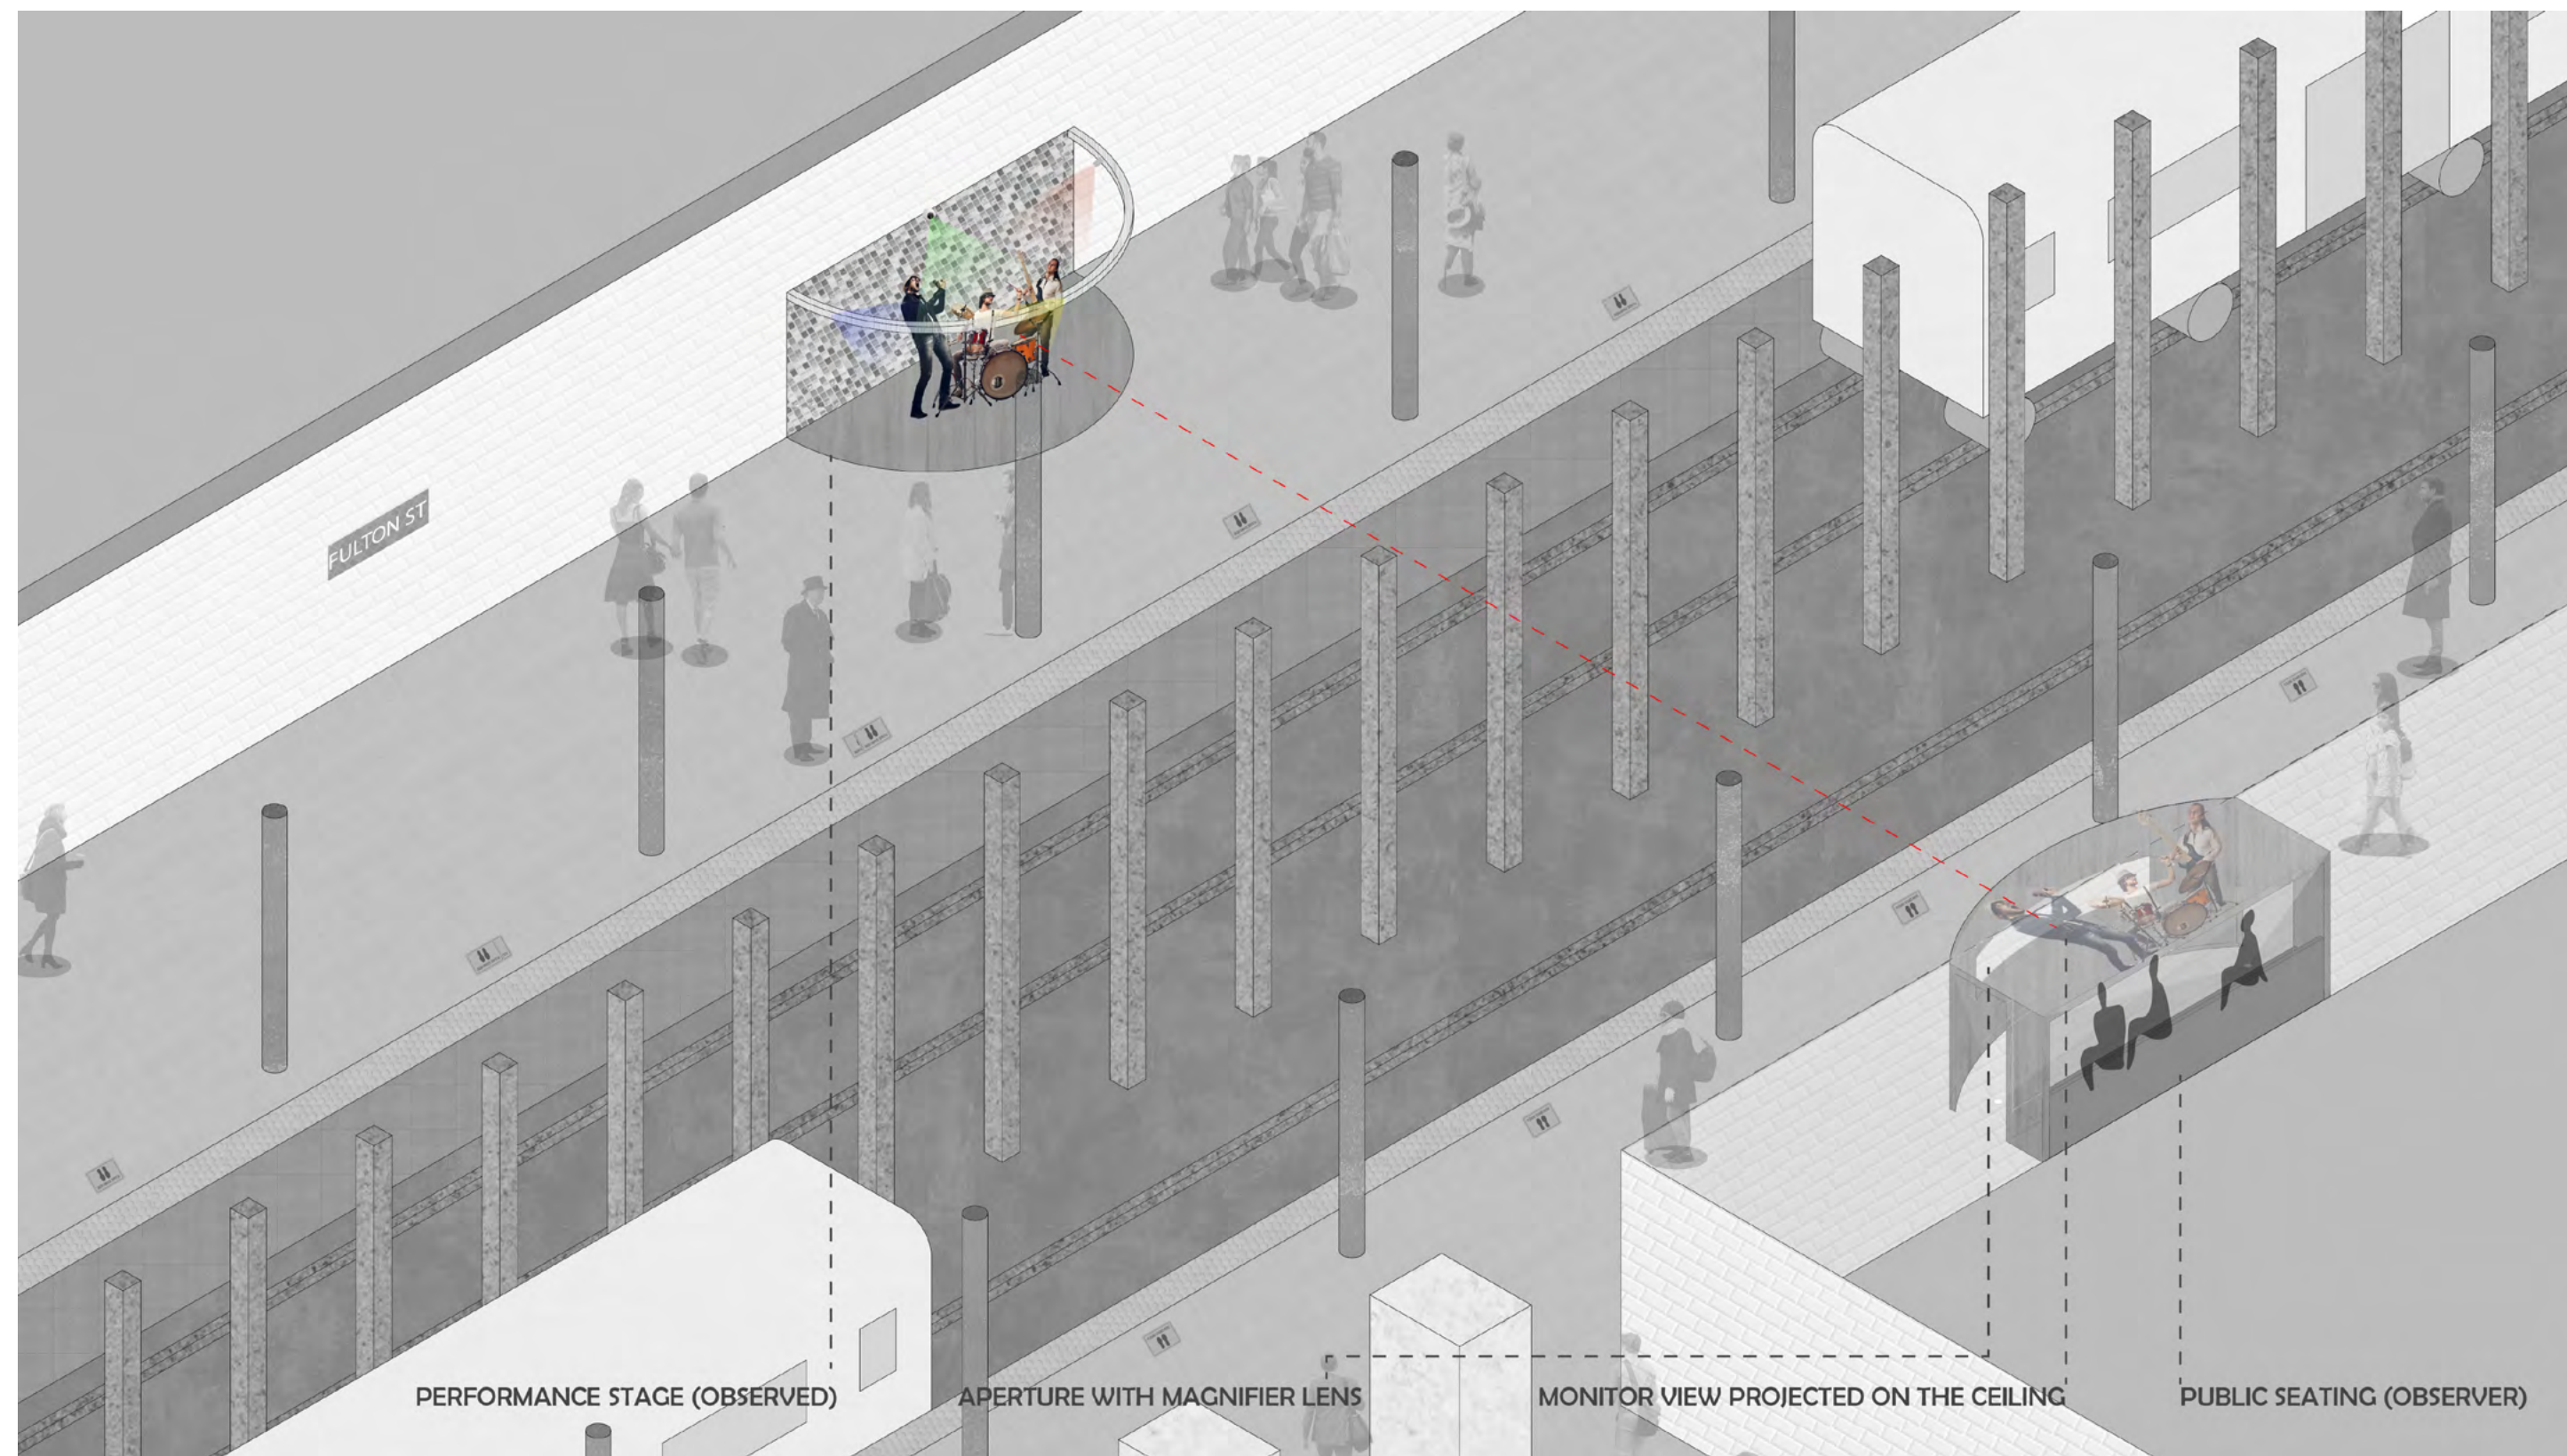 FULTON ST
PERFORMANCE STAGE (OBSERVED)
APERTURE WITH MAGNIFIER LENS
MONITOR VIEW PROJECTED ON THE CEILING
PUBLIC SEATING (OBSERVER)